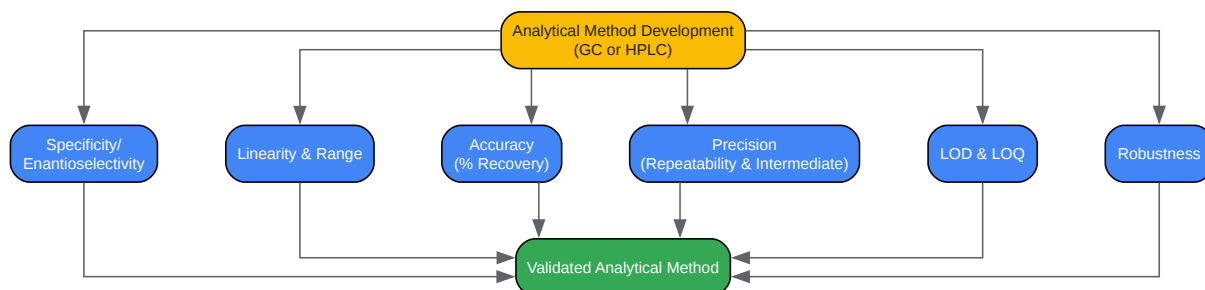 Analytical Method Development
(GC or HPLC)
Specificity/
Enantioselectivity
Linearity & Range
Accuracy
(% Recovery)
Precision
(Repeatability & Intermediate)
LOD & LOQ
Robustness
Validated Analytical Method